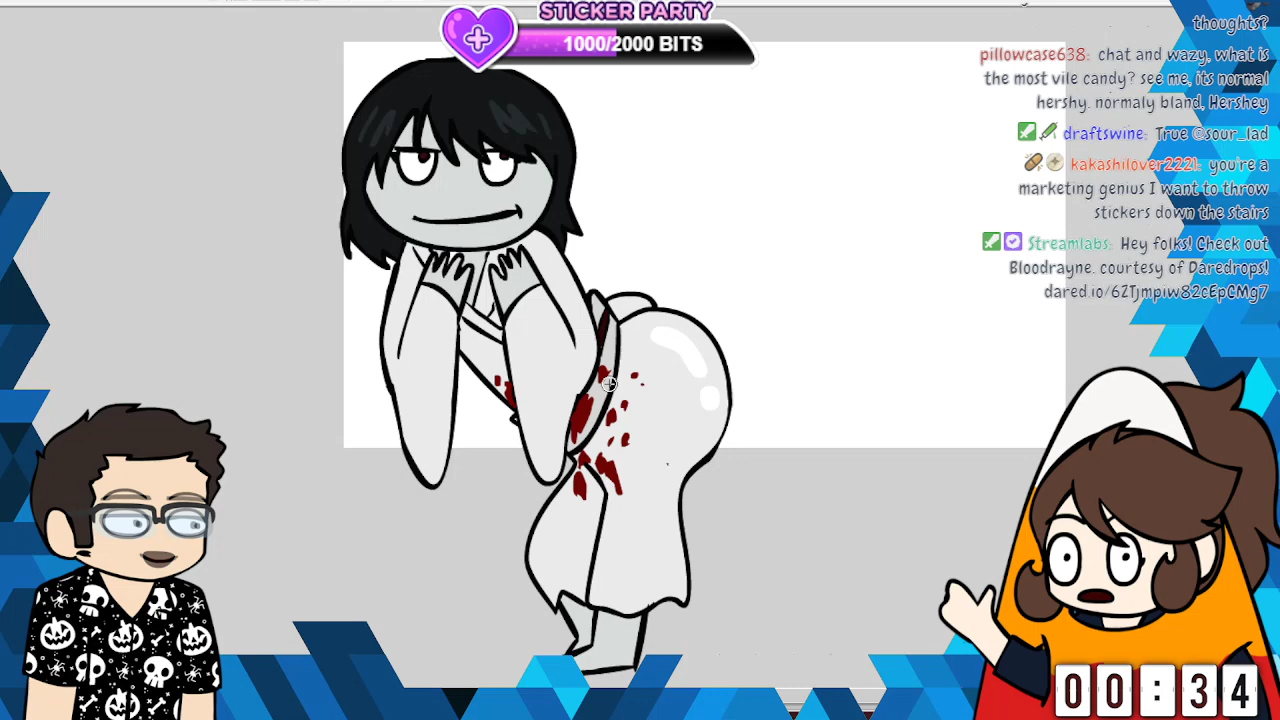 STICKER PARTY
1000/2000 BITS
thoughts?
pillowcase638: chat and wazy, what is
the most vile candy? see me, its normal
hershy. normaly bland, Hershey
draftswine: True @sour_lad
kakashilover2221: you're a
marketing genius I want to throw
stickers down the stairs
Streamlabs: Hey folks! Check out
Bloodrayne. courtesy of Daredrops!
dared.io/6ZTjmpiw82cEpCMg7
00:34